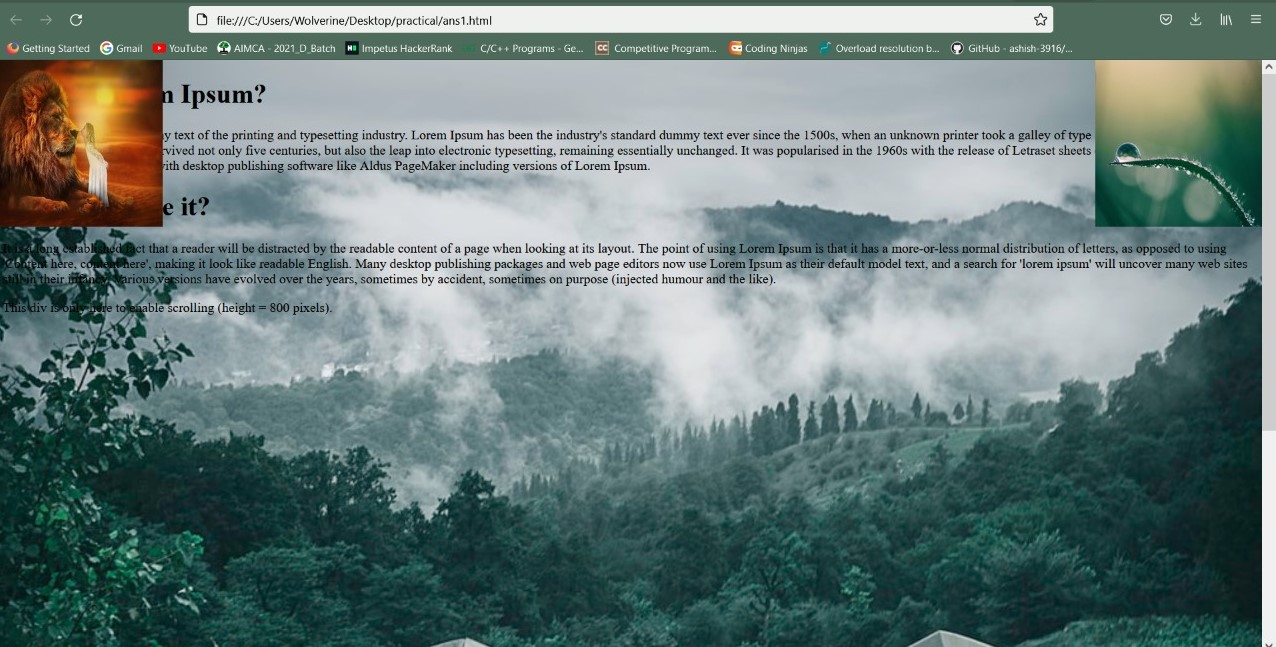 file:///C:/Users/Wolverine/Desktop/practical/ans1.html
Getting Started Gmail YouTube AIMCA - 2021_D_Batch Impetus HackerRank C/C++ Programs - Ge... Competitive Program... Coding Ninjas Overload resolution b... GitHub - ashish-3916/...
m Ipsum?
y text of the printing and typesetting industry. Lorem Ipsum has been the industry's standard dummy text ever since the 1500s, when an unknown printer took a galley of type
rvived not only five centuries, but also the leap into electronic typesetting, remaining essentially unchanged. It was popularised in the 1960s with the release of Letraset sheets
ith desktop publishing software like Aldus PageMaker including versions of Lorem Ipsum.
e it?
It is a long established fact that a reader will be distracted by the readable content of a page when looking at its layout. The point of using Lorem Ipsum is that it has a more-or-less normal distribution of letters, as opposed to using
'Content here, content here', making it look like readable English. Many desktop publishing packages and web page editors now use Lorem Ipsum as their default model text, and a search for 'lorem ipsum' will uncover many web sites
still in their infancy. Various versions have evolved over the years, sometimes by accident, sometimes on purpose (injected humour and the like).
This div is only here to enable scrolling (height = 800 pixels).